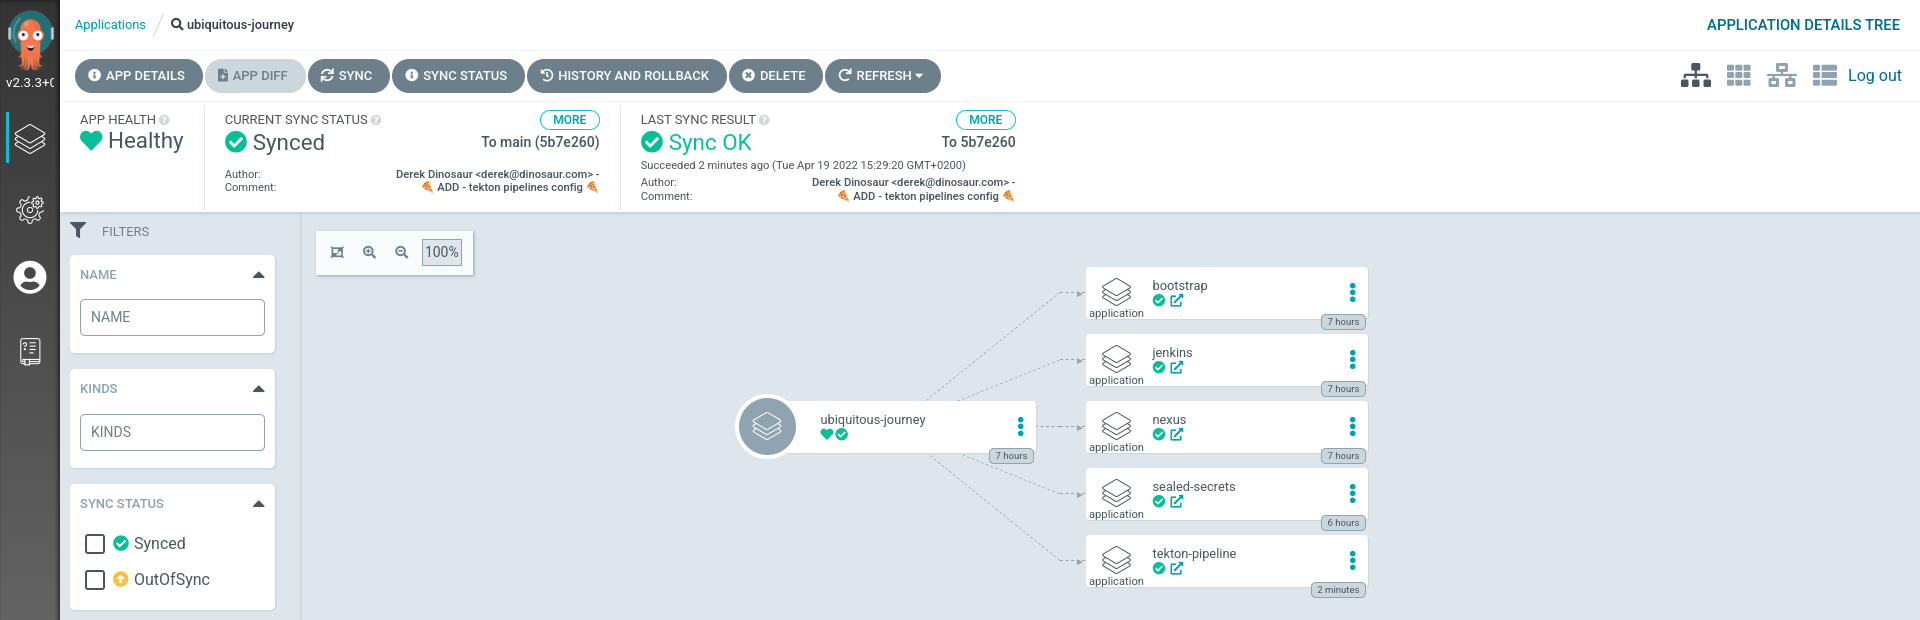 Applications / ubiquitous-journey
APPLICATION DETAILS TREE
v2.3.3+0
APP DETAILS
APP DIFF
SYNC
SYNC STATUS
HISTORY AND ROLLBACK
DELETE
REFRESH
Log out
APP HEALTH
Healthy
CURRENT SYNC STATUS
MORE
Synced
To main (5b7e260)
Author:
Derek Dinosaur <derek@dinosaur.com> -
Comment:
🍕 ADD - tekton pipelines config 🍕
LAST SYNC RESULT
MORE
Sync OK
To 5b7e260
Succeeded 2 minutes ago (Tue Apr 19 2022 15:29:20 GMT+0200)
Author:
Derek Dinosaur <derek@dinosaur.com> -
Comment:
🍕 ADD - tekton pipelines config 🍕
FILTERS
NAME
NAME
KINDS
KINDS
SYNC STATUS
Synced
OutOfSync
100%
ubiquitous-journey
7 hours
bootstrap
application
7 hours
jenkins
application
7 hours
nexus
application
7 hours
sealed-secrets
application
6 hours
tekton-pipeline
application
2 minutes